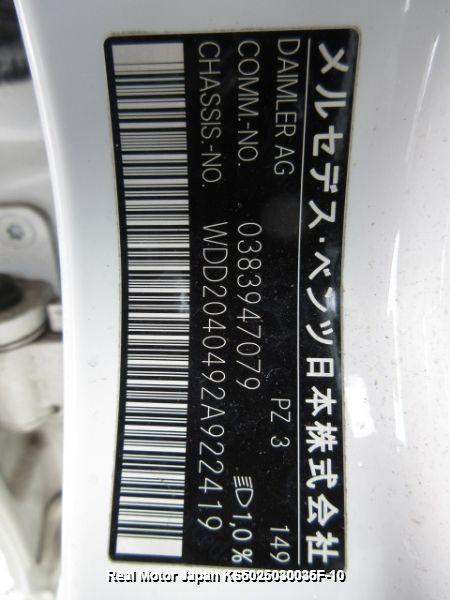 メルセデス・ベンツ日本株式会社
DAIMLER AG PZ 3 149
COMM.-NO. 0383947079 1,0%
CHASSIS.-NO. WDD2040492A922419
Real Motor Japan KS5025030036F-10